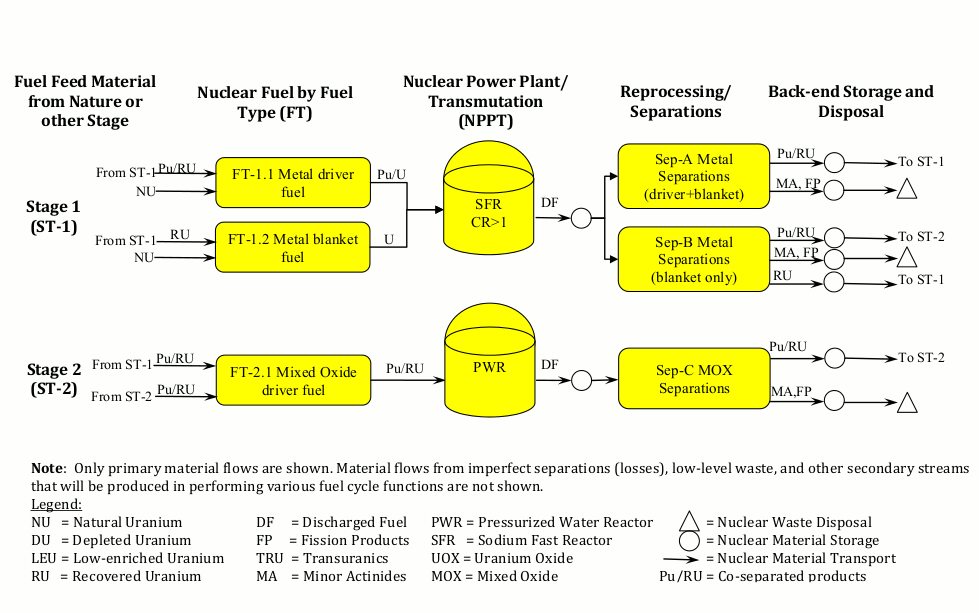 Fuel Feed Material
from Nature or
other Stage
Nuclear Fuel by Fuel
Type (FT)
Nuclear Power Plant/
Transmutation
(NPPT)
Reprocessing/
Separations
Back-end Storage and
Disposal
Stage 1
(ST-1)
From ST-1
Pu/RU
NU
FT-1.1 Metal driver
fuel
Pu/U
From ST-1
RU
NU
FT-1.2 Metal blanket
fuel
U
SFR
CR>1
DF
Sep-A Metal
Separations
(driver+blanket)
Pu/RU
To ST-1
MA, FP
Sep-B Metal
Separations
(blanket only)
Pu/RU
To ST-2
MA, FP
RU
To ST-1
Stage 2
(ST-2)
From ST-1
Pu/RU
From ST-2
Pu/RU
FT-2.1 Mixed Oxide
driver fuel
Pu/RU
PWR
DF
Sep-C MOX
Separations
Pu/RU
To ST-2
MA,FP
Note: Only primary material flows are shown. Material flows from imperfect separations (losses), low-level waste, and other secondary streams
that will be produced in performing various fuel cycle functions are not shown.
Legend:
NU = Natural Uranium
DU = Depleted Uranium
LEU = Low-enriched Uranium
RU = Recovered Uranium
DF = Discharged Fuel
FP = Fission Products
TRU = Transuranics
MA = Minor Actinides
PWR = Pressurized Water Reactor
SFR = Sodium Fast Reactor
UOX = Uranium Oxide
MOX = Mixed Oxide
= Nuclear Waste Disposal
= Nuclear Material Storage
= Nuclear Material Transport
Pu/RU = Co-separated products